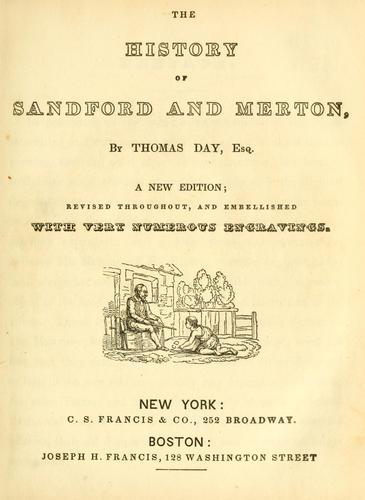 THE
HISTORY
OF
SANDFORD AND MERTON,
BY THOMAS DAY, ESQ.
A NEW EDITION;
REVISED THROUGHOUT, AND EMBELLISHED
WITH VERY NUMEROUS ENGRAVINGS.
NEW YORK:
C. S. FRANCIS & CO., 252 BROADWAY.
BOSTON:
JOSEPH H. FRANCIS, 128 WASHINGTON STREET